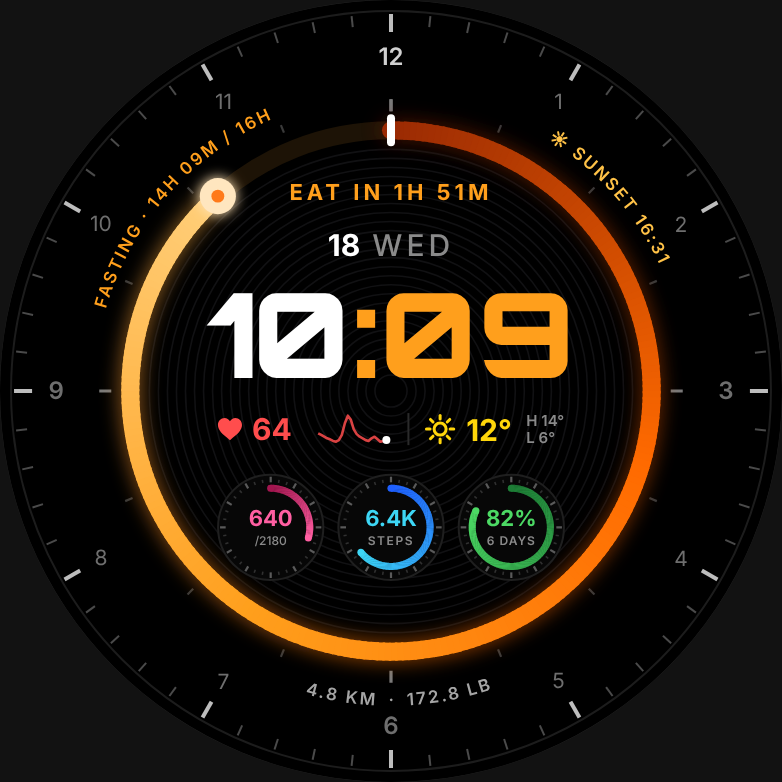 12
11
1
FASTING · 14H 09M / 16H
SUNSET 16:31
EAT IN 1H 51M
10
2
18 WED
10:09
9
3
64
12°
H 14°
L 6°
640
/2180
6.4K
STEPS
82%
6 DAYS
8
4
7
5
4.8 KM · 172.8 LB
6